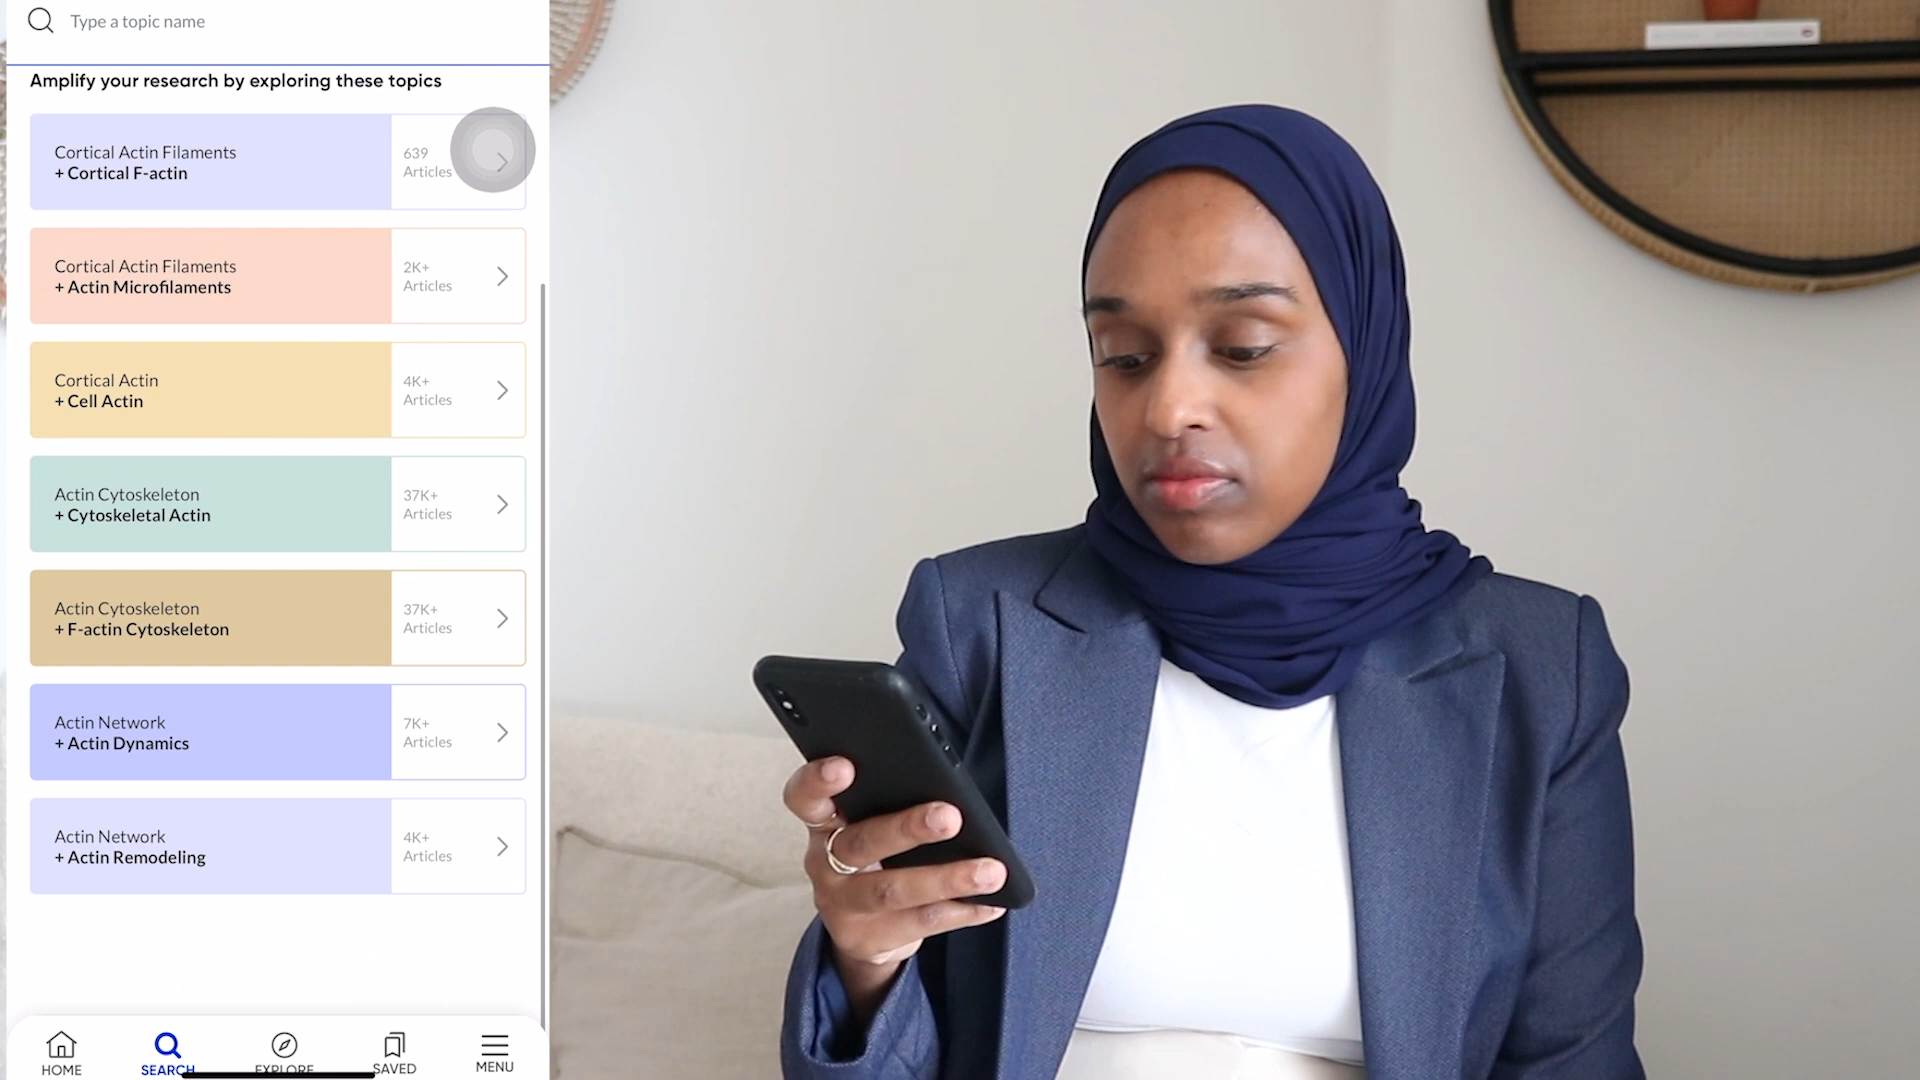 Type a topic name
Amplify your research by exploring these topics
Cortical Actin Filaments
+ Cortical F-actin
639
Articles
Cortical Actin Filaments
+ Actin Microfilaments
2K+
Articles
Cortical Actin
+ Cell Actin
4K+
Articles
Actin Cytoskeleton
+ Cytoskeletal Actin
37K+
Articles
Actin Cytoskeleton
+ F-actin Cytoskeleton
37K+
Articles
Actin Network
+ Actin Dynamics
7K+
Articles
Actin Network
+ Actin Remodeling
4K+
Articles
HOME
SEARCH
EXPLORE
SAVED
MENU